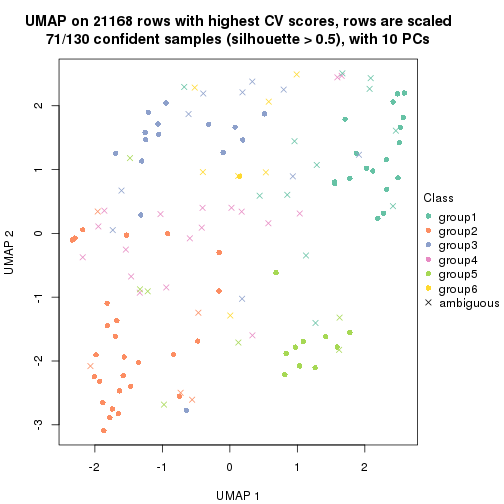 UMAP on 21168 rows with highest CV scores, rows are scaled
71/130 confident samples (silhouette > 0.5), with 10 PCs
2
1
0
-1
-2
-3
UMAP 2
-2
-1
0
1
2
UMAP 1
Class
group1
group2
group3
group4
group5
group6
ambiguous